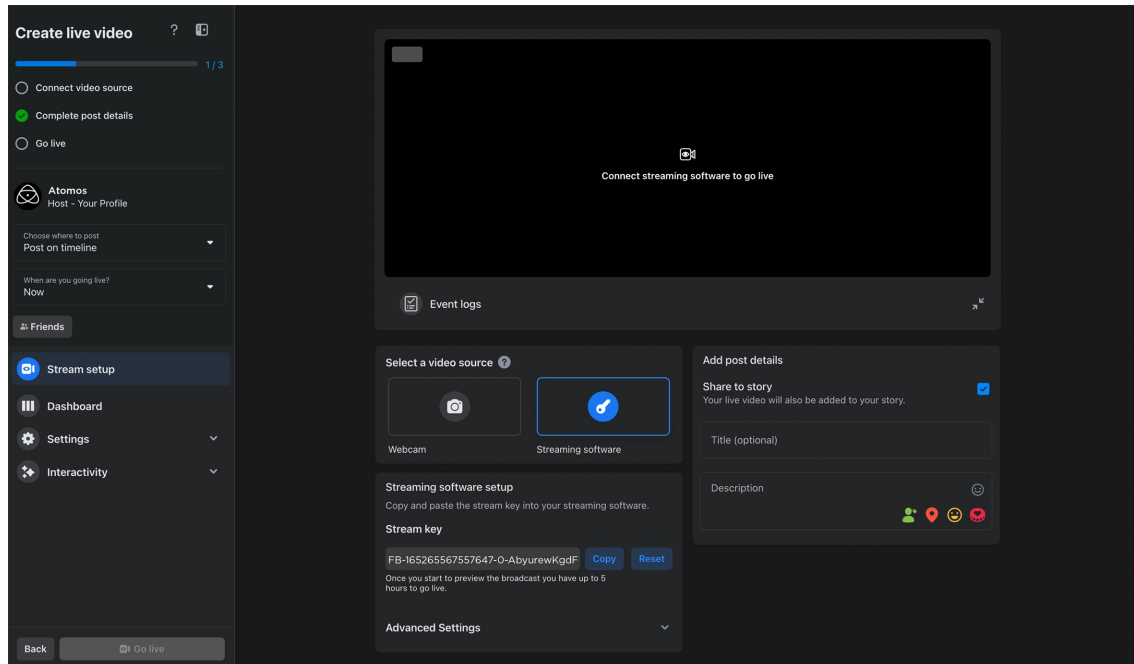 Create live video
?
1 / 3
Connect video source
Complete post details
Go live
Atomos
Host - Your Profile
Choose where to post
Post on timeline
When are you going live?
Now
Friends
Stream setup
Dashboard
Settings
Interactivity
Back
Go live
Connect streaming software to go live
Event logs
Select a video source ?
Webcam
Streaming software
Streaming software setup
Copy and paste the stream key into your streaming software.
Stream key
FB-165265567557647-0-AbyurewKgdF
Copy
Reset
Once you start to preview the broadcast you have up to 5
hours to go live.
Advanced Settings
Add post details
Share to story
Your live video will also be added to your story.
Title (optional)
Description